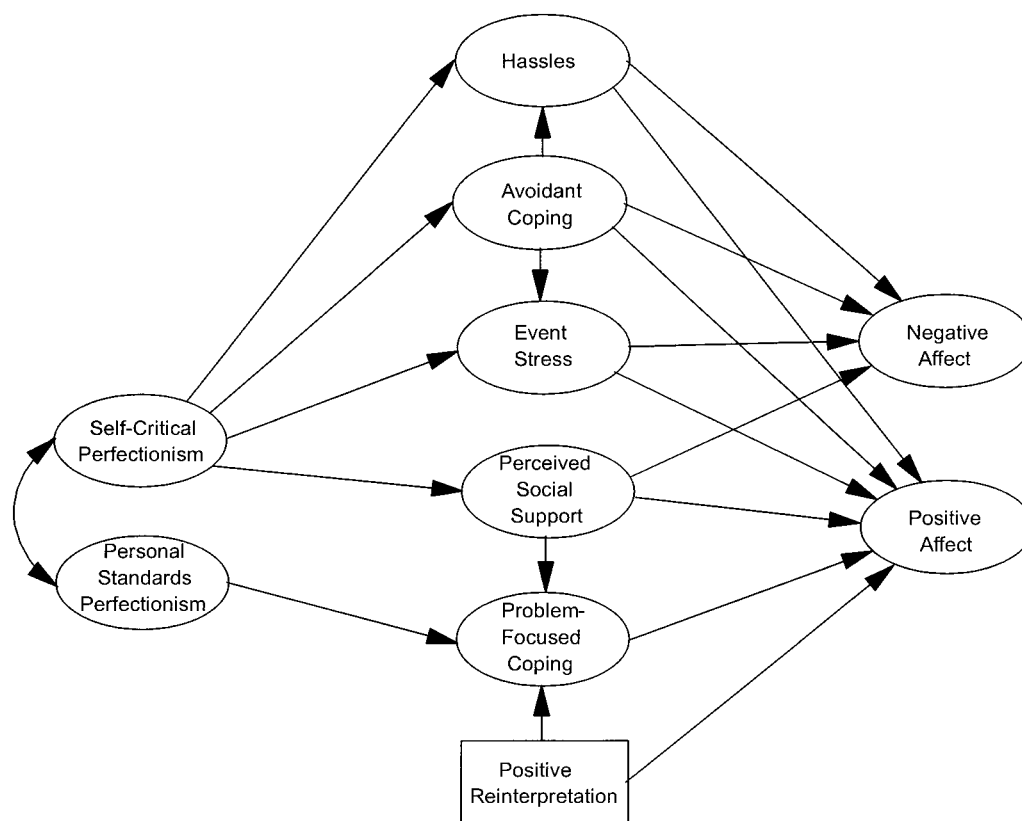 Hassles
Avoidant
Coping
Event
Stress
Negative
Affect
Self-Critical
Perfectionism
Perceived
Social
Support
Positive
Affect
Personal
Standards
Perfectionism
Problem-
Focused
Coping
Positive
Reinterpretation